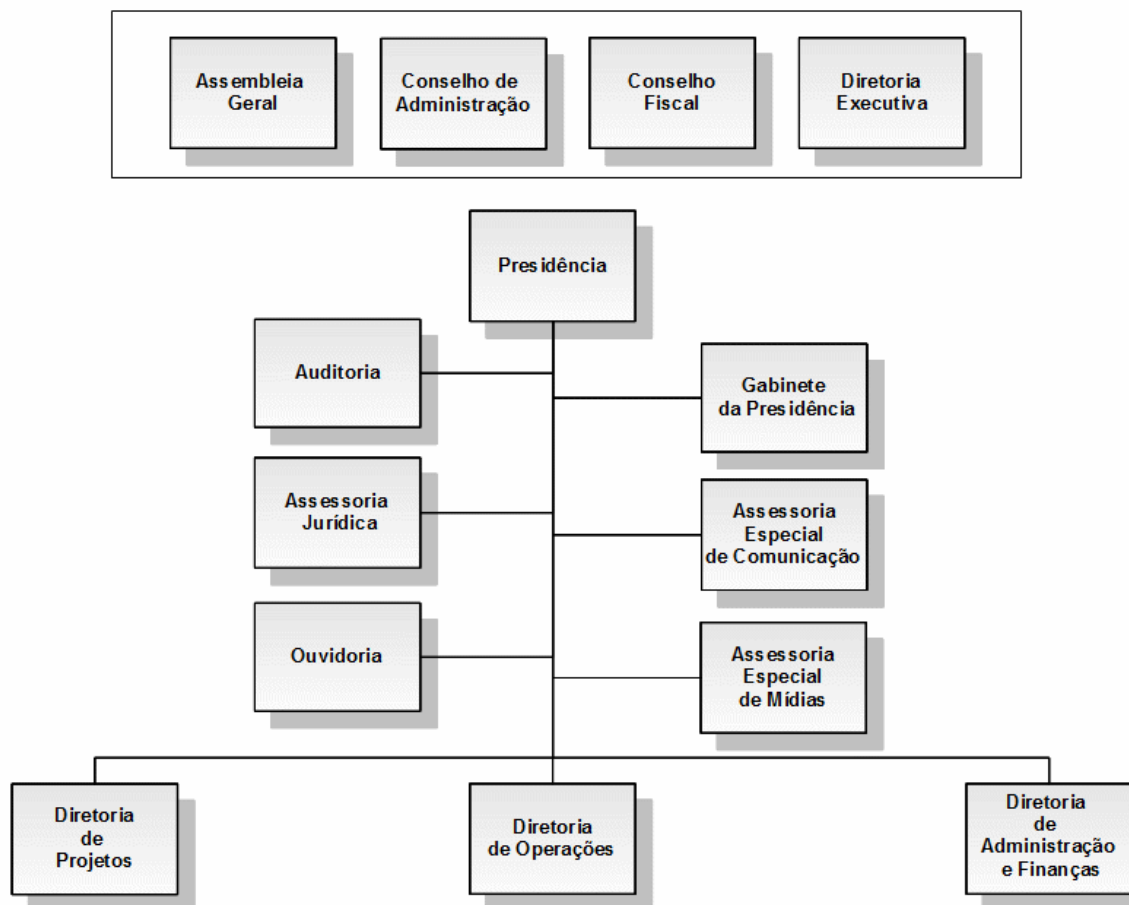 Assembleia
Geral
Conselho de
Administração
Conselho
Fiscal
Diretoria
Executiva
Presidência
Auditoria
Gabinete
da Presidência
Assessoria
Jurídica
Assessoria
Especial
de Comunicação
Ouvidoria
Assessoria
Especial
de Mídias
Diretoria
de
Projetos
Diretoria
de Operações
Diretoria
de
Administração
e Finanças